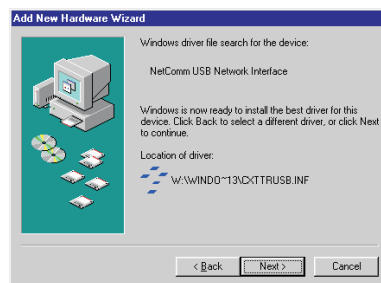 Add New Hardware Wizard
Windows driver file search for the device:
NetComm USB Network Interface
Windows is now ready to install the best driver for this
device. Click Back to select a different driver, or click Next
to continue.
Location of driver:
W:\WINDO~13\CXTTRUSB.INF
< Back
Next >
Cancel